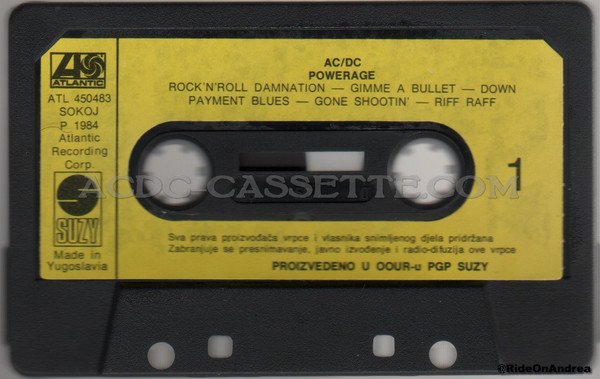 AC/DC
POWERAGE
ROCK'N'ROLL DAMNATION — GIMME A BULLET — DOWN
PAYMENT BLUES — GONE SHOOTIN' — RIFF RAFF
ATLANTIC
ATL 450483
SOKOJ
P 1984
Atlantic
Recording
Corp.
SUZY
Made in
Yugoslavia
1
ACDC-CASSETTE.COM
Sva prava proizvođača vrpce i vlasnika snimljenog djela pridržana
Zabranjuje se presnimavanje, javno izvođenje i radio-difuzija ove vrpce
PROIZVEDENO U OOUR-u PGP SUZY
@RideOnAndrea